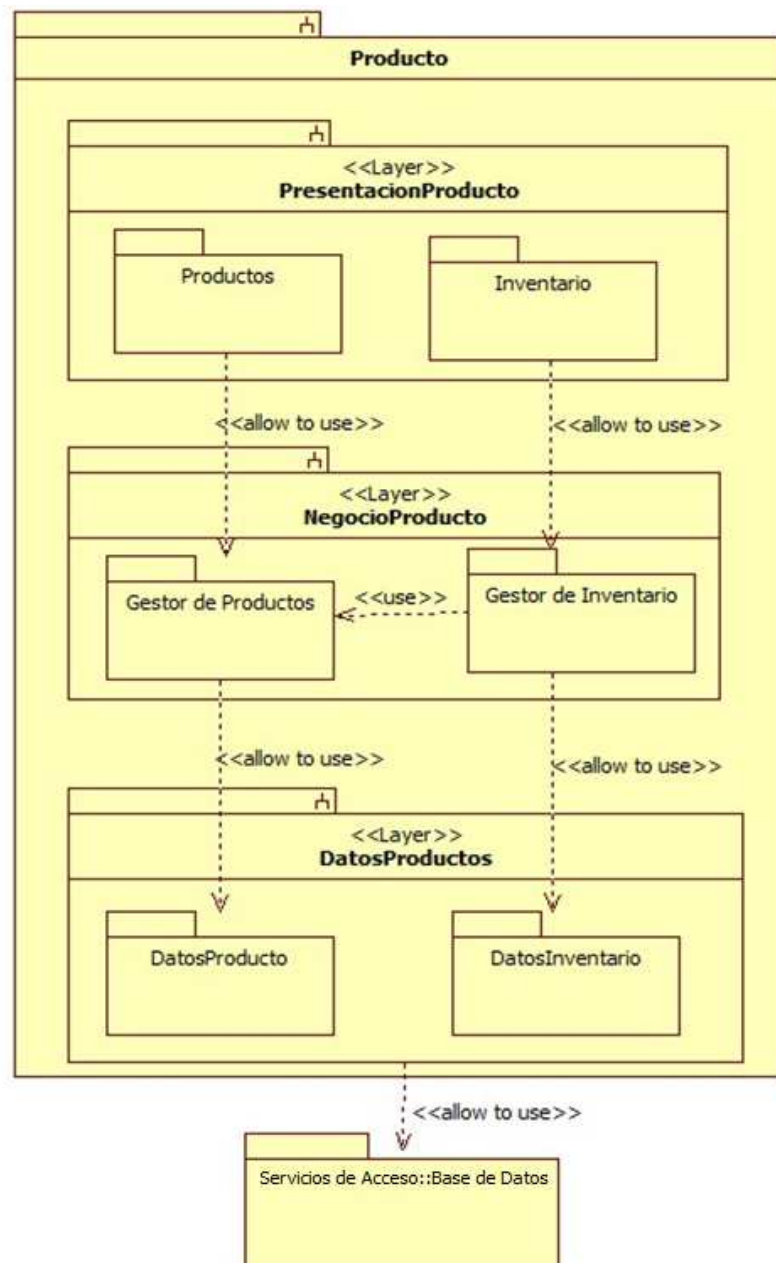 Producto
<<Layer>>
PresentacionProducto
Productos
Inventario
<<allow to use>>
<<allow to use>>
<<Layer>>
NegocioProducto
Gestor de Productos
<<use>>
Gestor de Inventario
<<allow to use>>
<<allow to use>>
<<Layer>>
DatosProductos
DatosProducto
DatosInventario
<<allow to use>>
Servicios de Acceso::Base de Datos